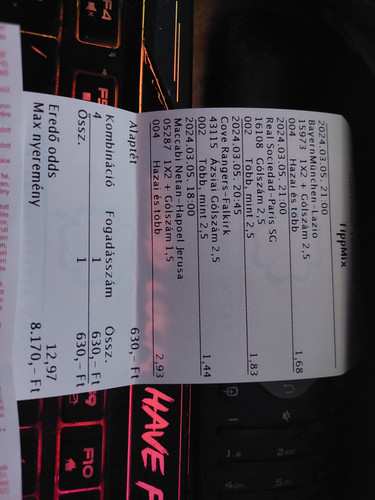 TippMix
2024.03.05. 21:00
BayernMünchen-Lazio
15973 1X2 + Gólszám 2,5
004 Hazai és több 1,68
2024.03.05. 21:00
Real Sociedad-Paris SG
16108 Gólszám 2,5
002 Több, mint 2,5 1,83
2024.03.05. 20:45
Cove Rangers-Falkirk
43115 Ázsiai Gólszám 2,5
002 Több, mint 2,5 1,44
2024.03.05. 18:00
Maccabi Netan-Hapoel Jerusa
05287 1X2 + Gólszám 1,5
004 Hazai és több 2,93
Alaptét 630,- Ft
Kombináció Fogadásszám Össz.
4 1 630,- Ft
Össz. 1 630,- Ft
Eredő odds 12,97
Max nyeremény 8.170,- Ft
HAVE
F4
F10